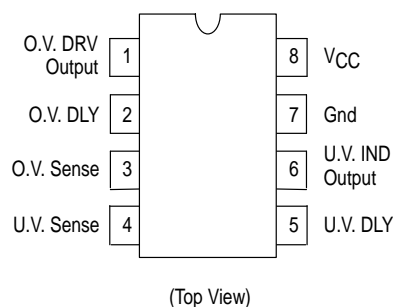 O.V. DRV
Output
1
8
VCC
O.V. DLY
2
7
Gnd
O.V. Sense
3
6
U.V. IND
Output
U.V. Sense
4
5
U.V. DLY
(Top View)